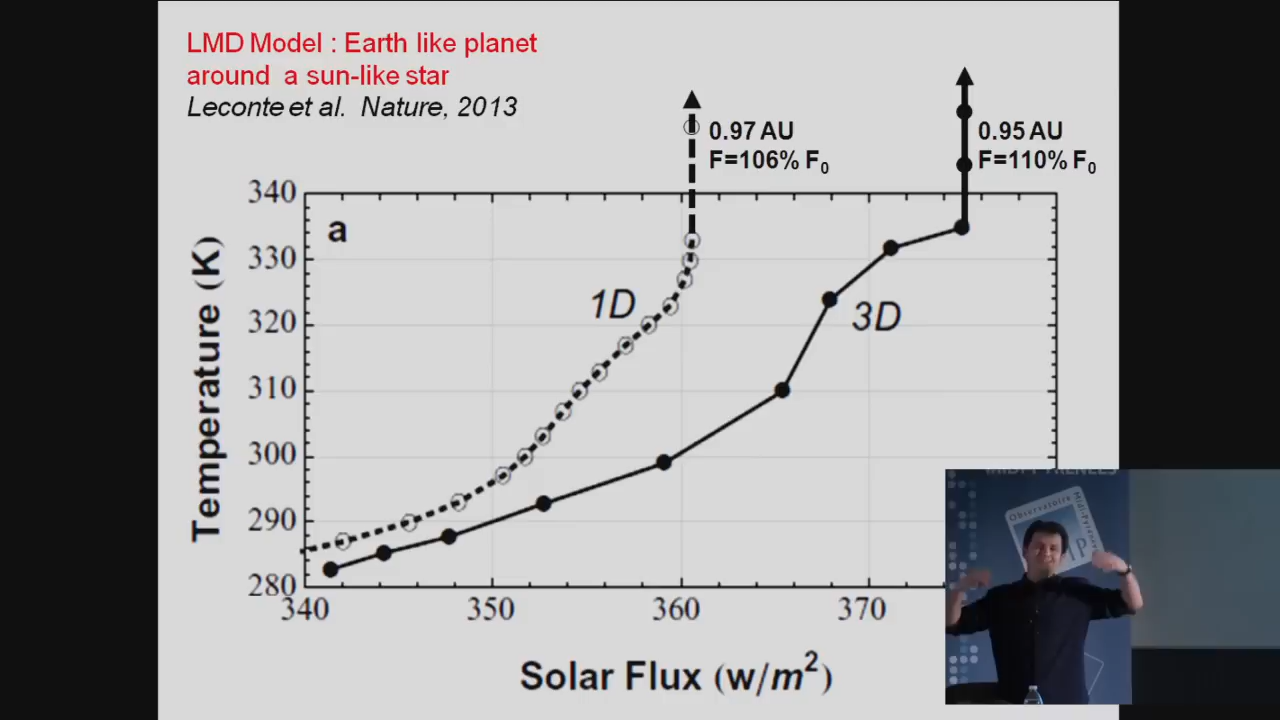 LMD Model : Earth like planet
around a sun-like star
Leconte et al. Nature, 2013
0.97 AU
F=106% F0
0.95 AU
F=110% F0
a
1D
3D
Temperature (K)
340
330
320
310
300
290
280
340
350
360
370
Solar Flux (w/m²)
Observatoire